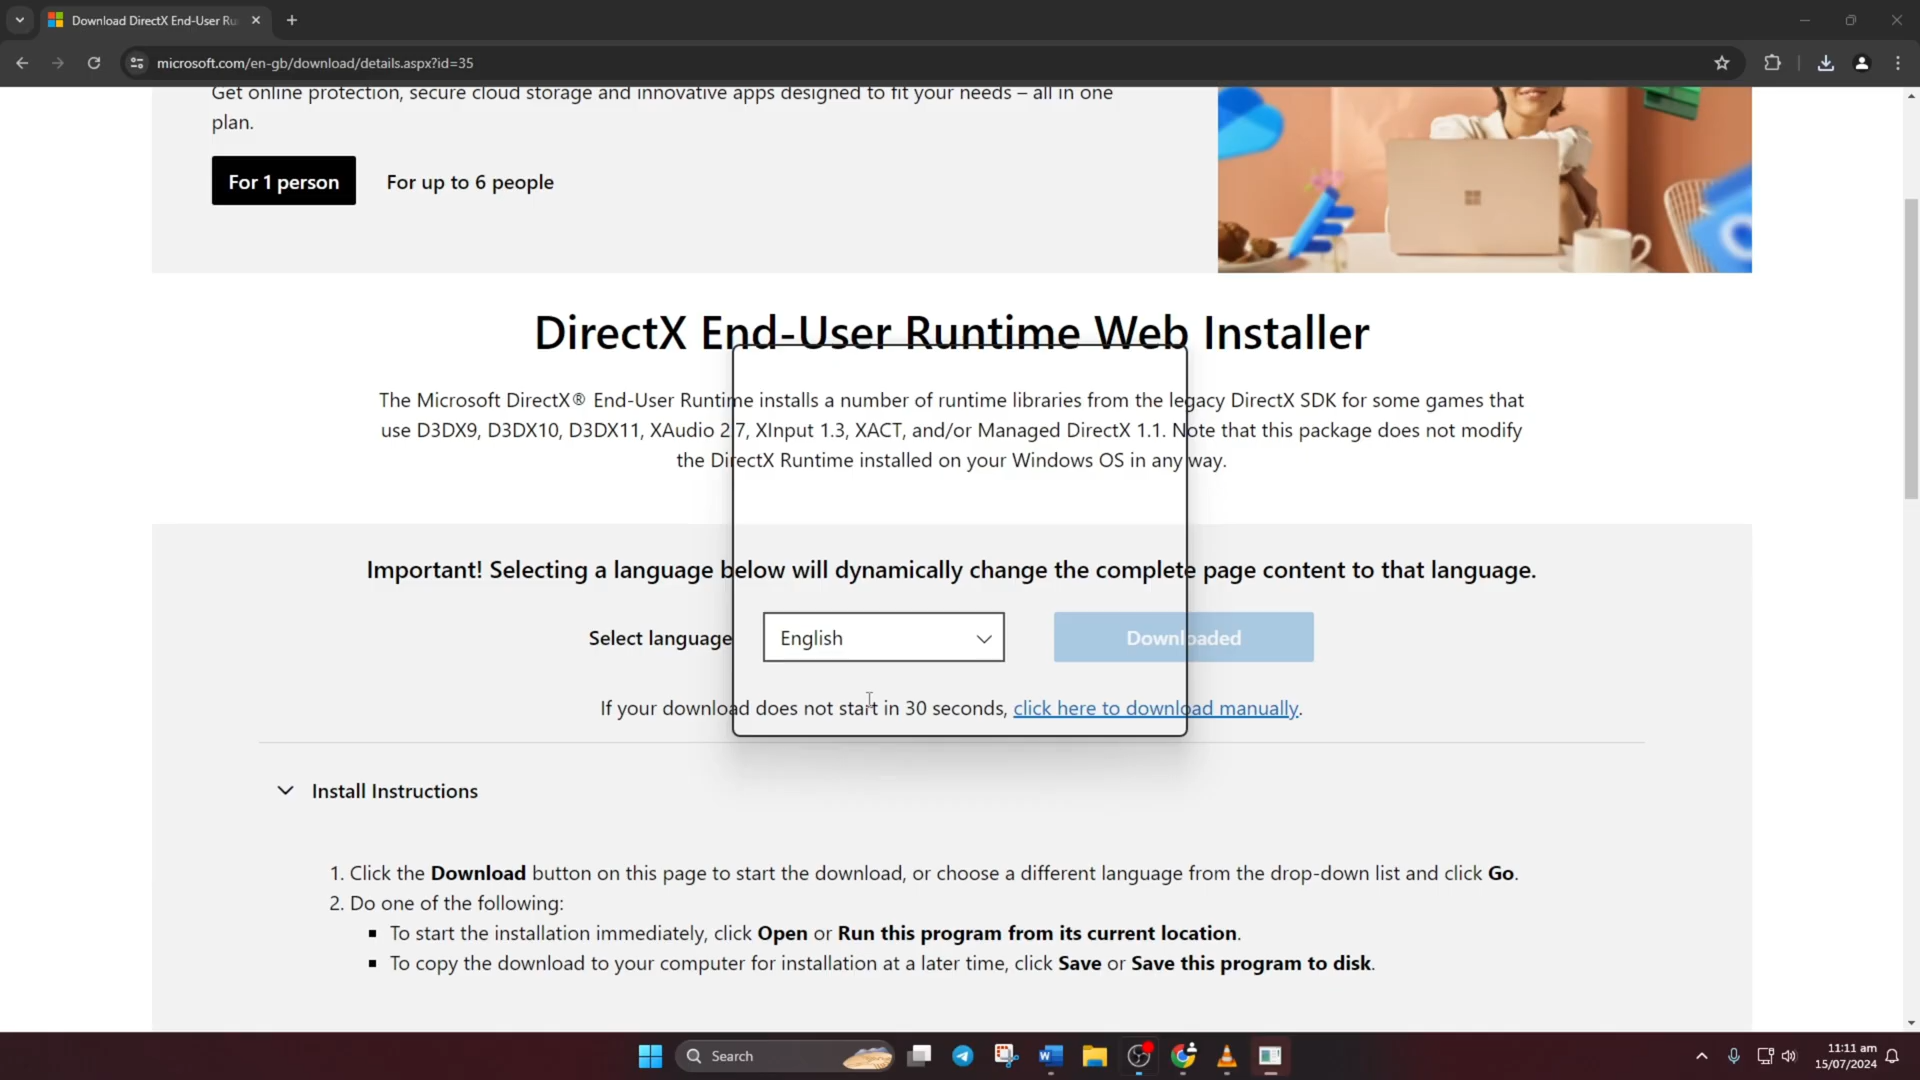 Download DirectX End-User Ru
microsoft.com/en-gb/download/details.aspx?id=35
Get online protection, secure cloud storage and innovative apps designed to fit your needs – all in one
plan.
For 1 person
For up to 6 people
DirectX End-User Runtime Web Installer
The Microsoft DirectX® End-User Runtime installs a number of runtime libraries from the legacy DirectX SDK for some games that
use D3DX9, D3DX10, D3DX11, XAudio 2.7, XInput 1.3, XACT, and/or Managed DirectX 1.1. Note that this package does not modify
the DirectX Runtime installed on your Windows OS in any way.
Important! Selecting a language below will dynamically change the complete page content to that language.
Select language
English
Downloaded
If your download does not start in 30 seconds, click here to download manually.
Install Instructions
1. Click the Download button on this page to start the download, or choose a different language from the drop-down list and click Go.
2. Do one of the following:
▪ To start the installation immediately, click Open or Run this program from its current location.
▪ To copy the download to your computer for installation at a later time, click Save or Save this program to disk.
Search
11:11 am
15/07/2024